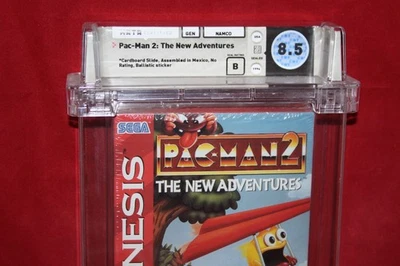 GEN
NAMCO
Pac-Man 2: The New Adventures
*Cardboard Slide, Assembled in Mexico, No
Rating, Ballistic sticker
B
8.5
SEGA
PAC-MAN 2
THE NEW ADVENTURES
NESIS